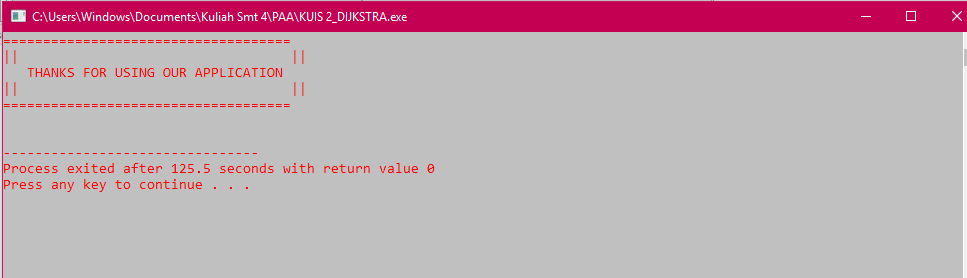 C:\Users\Windows\Documents\Kuliah Smt 4\PAA\KUIS 2_DIJKSTRA.exe
====================================
||                                  ||
   THANKS FOR USING OUR APPLICATION
||                                  ||
====================================
--------------------------------
Process exited after 125.5 seconds with return value 0
Press any key to continue . . .